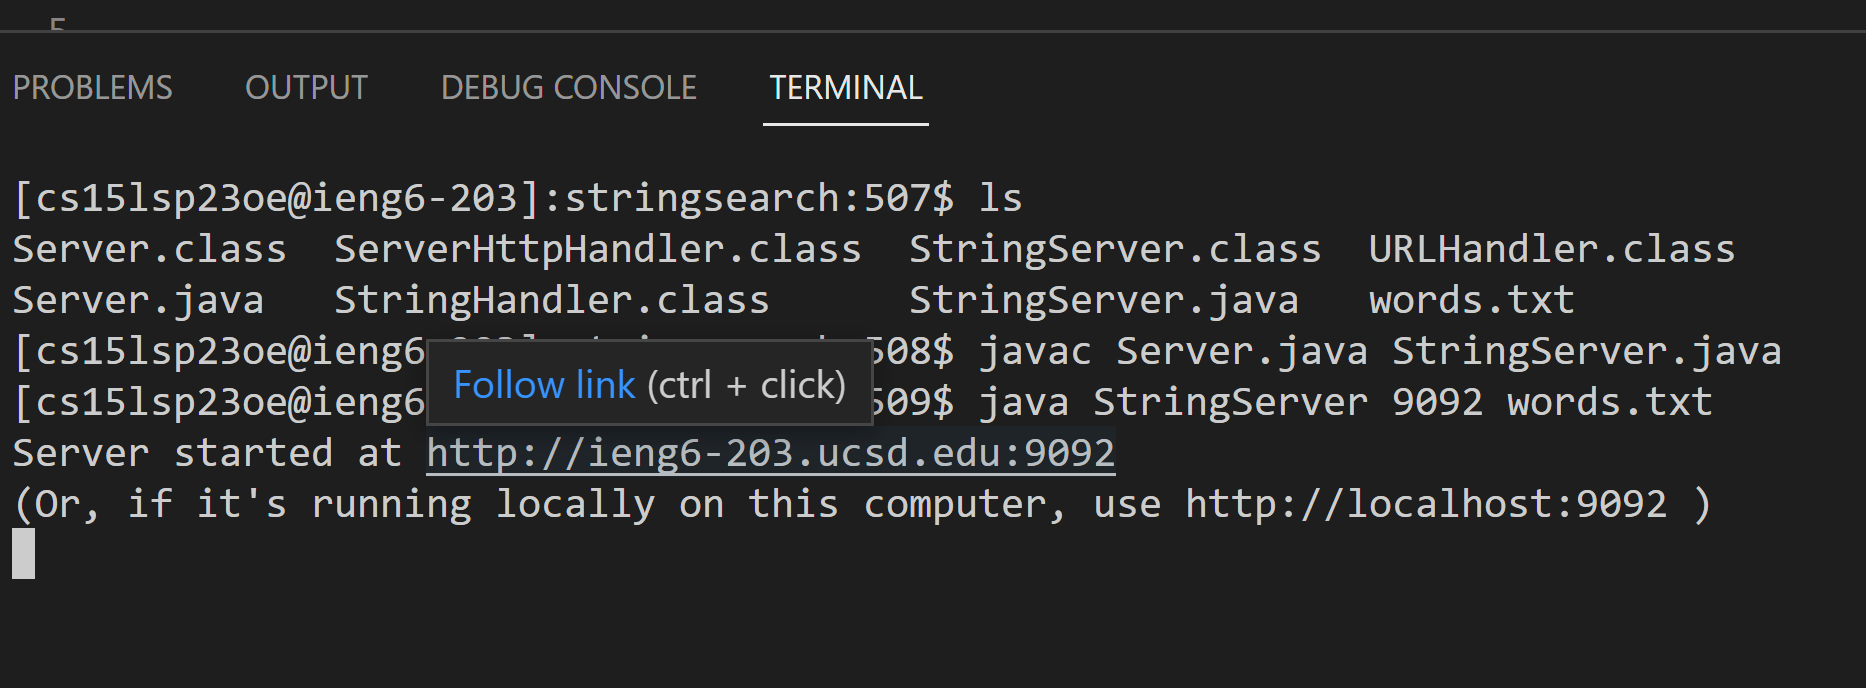 5
PROBLEMS OUTPUT DEBUG CONSOLE TERMINAL
[cs15lsp23oe@ieng6-203]:stringsearch:507$ ls
Server.class ServerHttpHandler.class StringServer.class URLHandler.class
Server.java StringHandler.class StringServer.java words.txt
[cs15lsp23oe@ieng6 508$ javac Server.java StringServer.java
Follow link (ctrl + click)
[cs15lsp23oe@ieng6 509$ java StringServer 9092 words.txt
Server started at http://ieng6-203.ucsd.edu:9092
(Or, if it's running locally on this computer, use http://localhost:9092 )